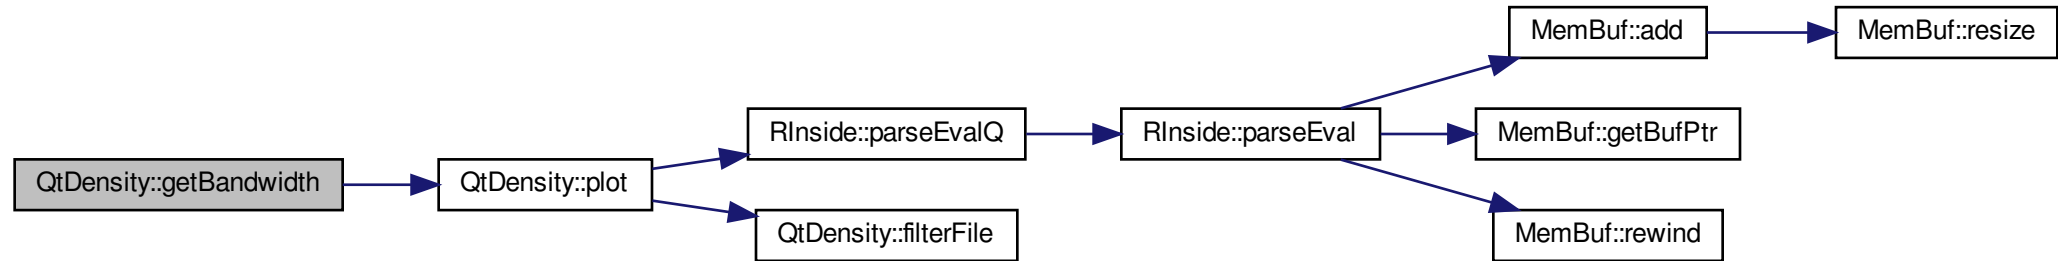 MemBuf::add
MemBuf::resize
RInside::parseEvalQ
RInside::parseEval
MemBuf::getBufPtr
QtDensity::getBandwidth
QtDensity::plot
QtDensity::filterFile
MemBuf::rewind